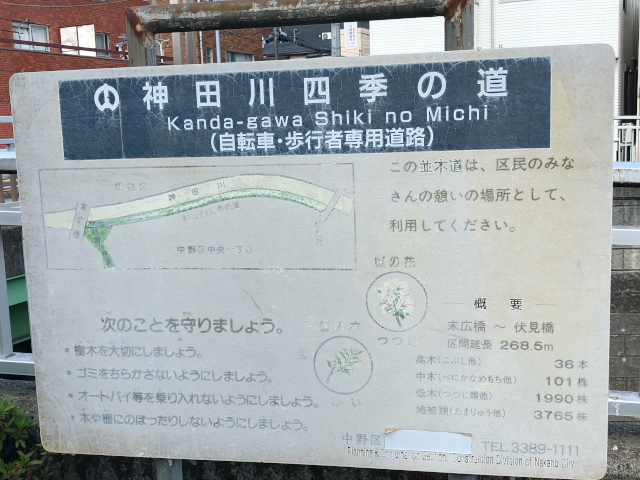 神田川四季の道
Kanda-gawa Shiki no Michi
(自転車・歩行者専用道路)
この並木道は、区民のみな
さんの憩いの場所として、
利用してください。
神田川
中野区中央一丁目
区の花
つつじ
区の木
しい
次のことを守りましょう。
・樹木を大切にしましょう。
・ゴミをちらかさないようにしましょう。
・オートバイ等を乗り入れないようにしましょう。
・木や柵にのぼったりしないようにしましょう。
概要
末広橋 ～ 伏見橋
区間延長 268.5m
高木(こぶし他) 36本
中木(べにかなめもち他) 101株
低木(つつじ類他) 1990株
地被類(たまりゅう他) 3765株
中野区
TEL 3389-1111
Construction Division of Nakano City